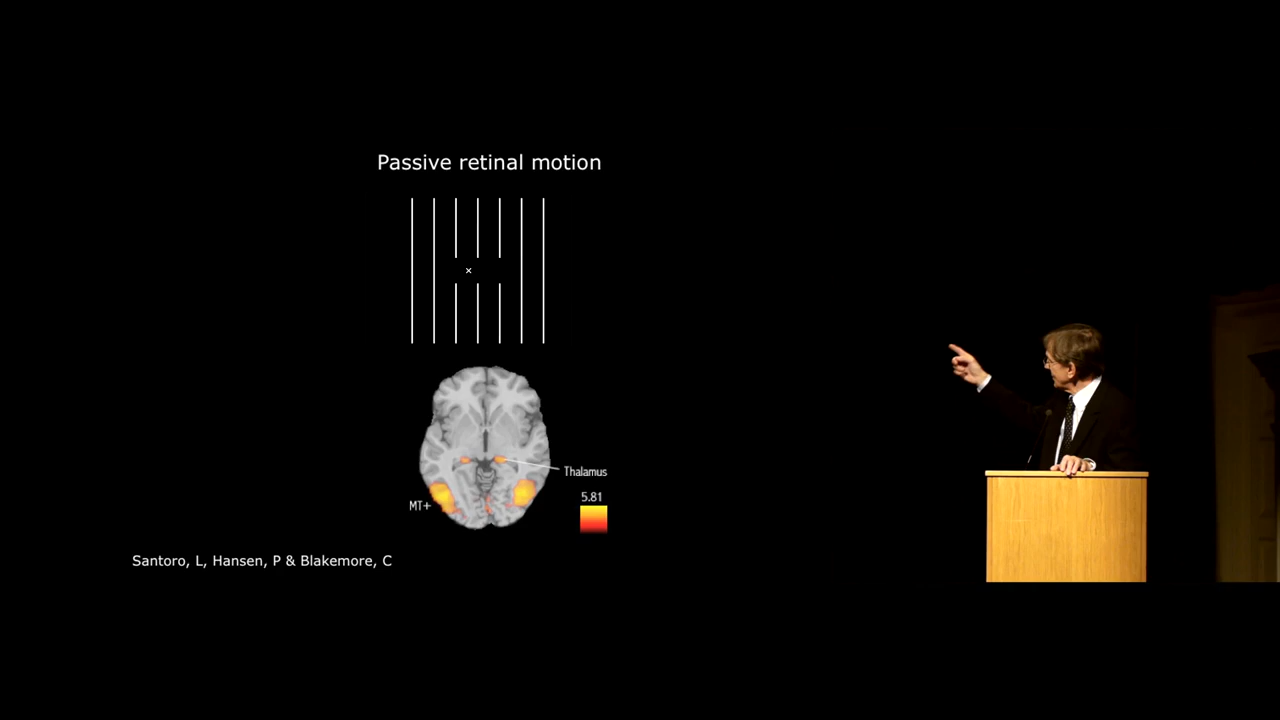 Passive retinal motion
×
Thalamus
5.81
MT+
Santoro, L, Hansen, P & Blakemore, C